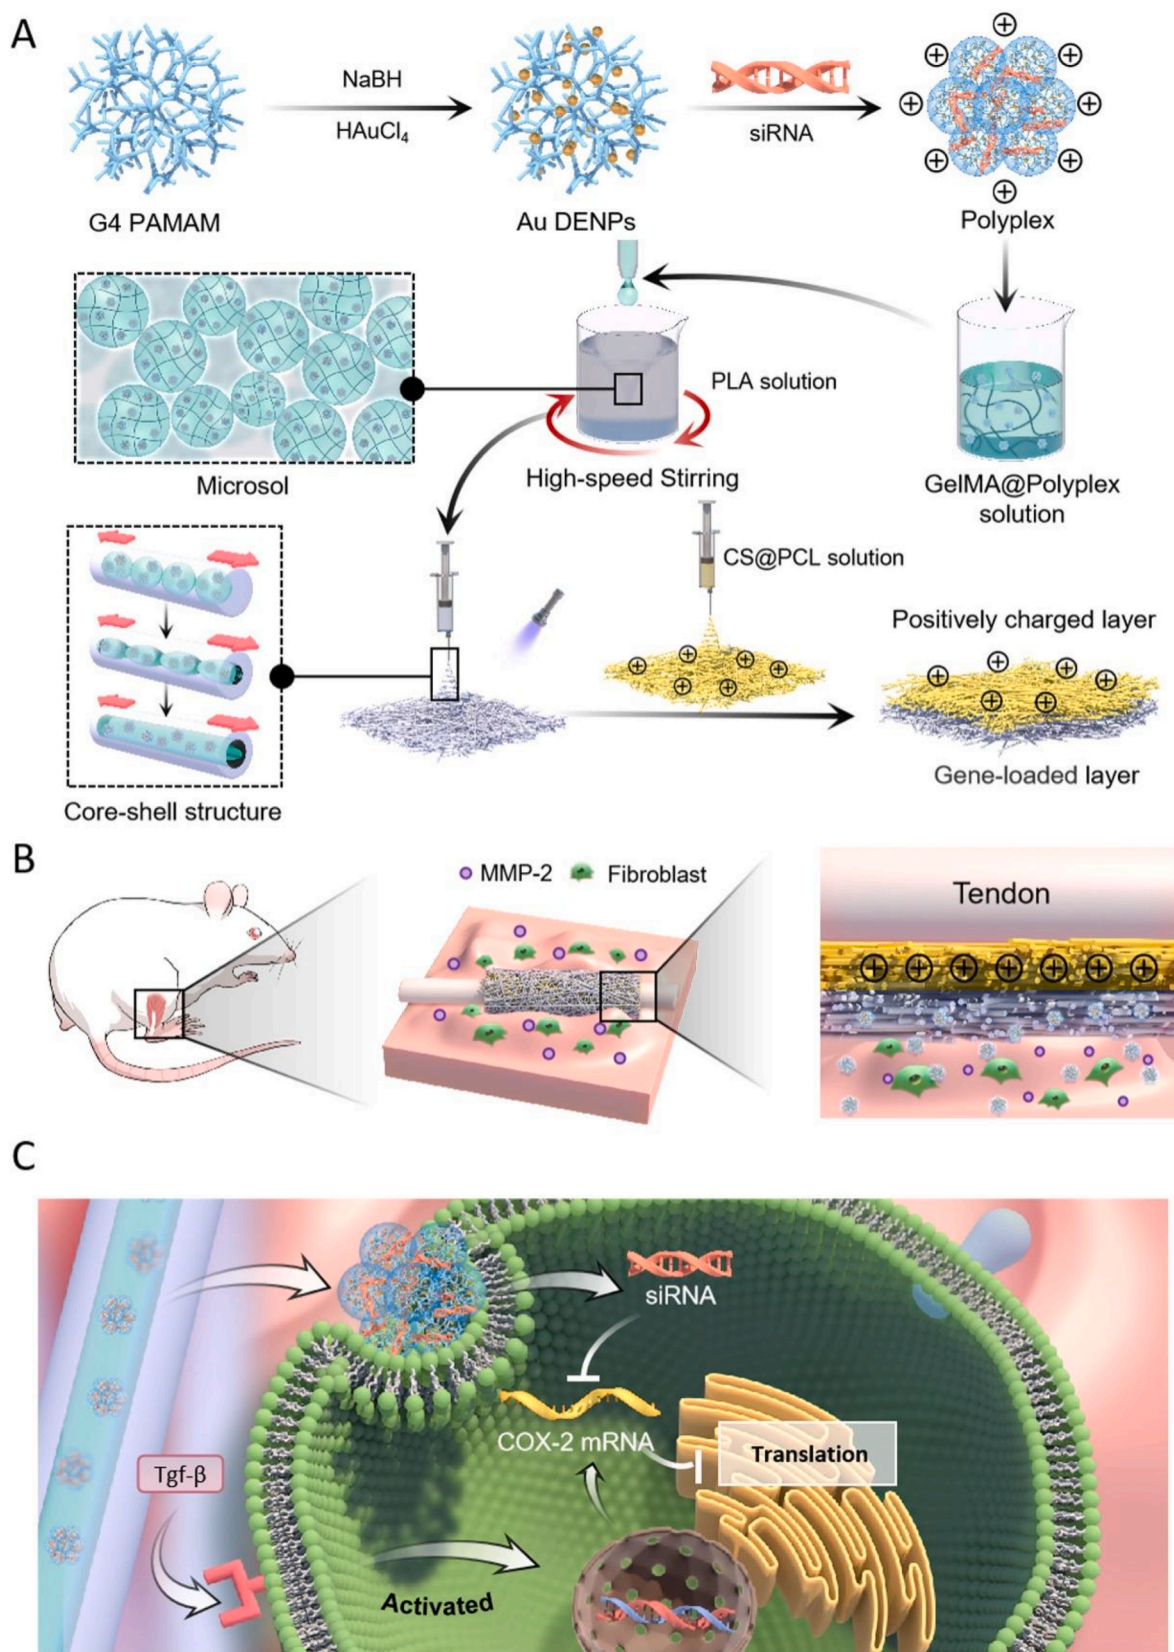 A
NaBH
HAuCl₄
siRNA
G4 PAMAM
Au DENPs
Polyplex
PLA solution
Microsol
High-speed Stirring
GelMA@Polyplex
solution
CS@PCL solution
Positively charged layer
Gene-loaded layer
Core-shell structure
B
MMP-2
Fibroblast
Tendon
C
siRNA
COX-2 mRNA
Translation
Tgf-β
Activated